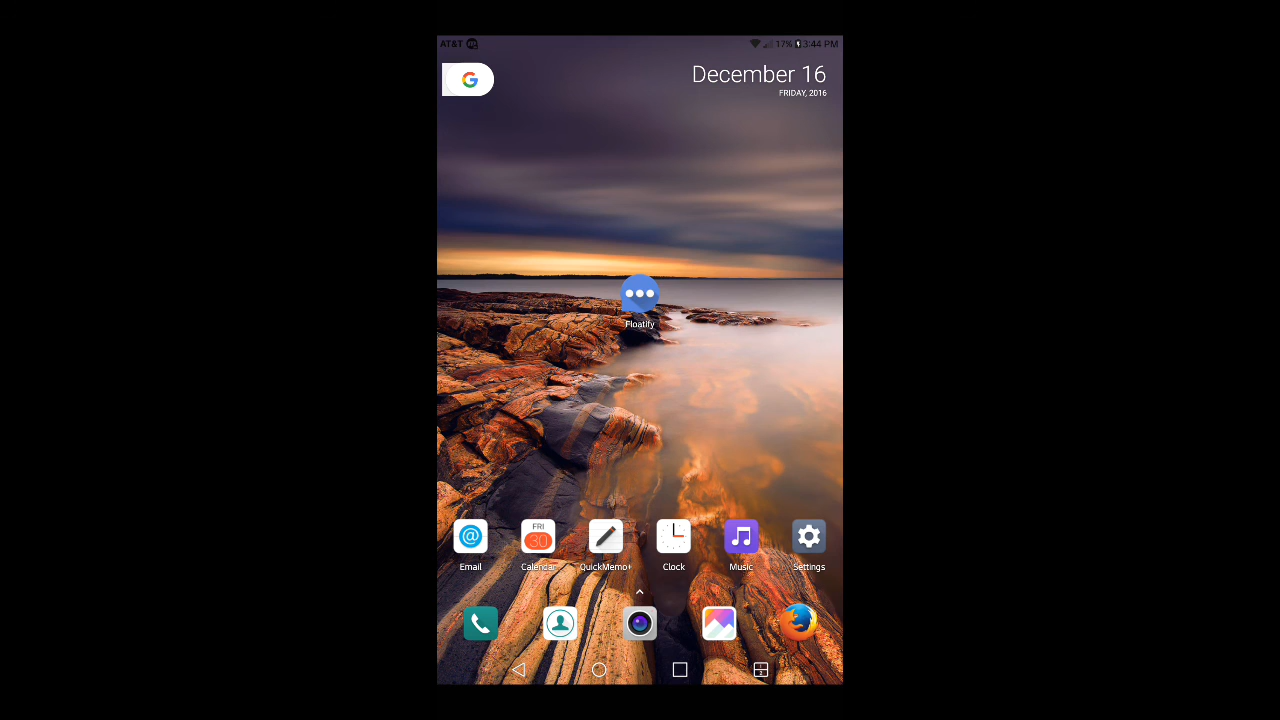 AT&T
17% 3:44 PM
G
December 16
FRIDAY, 2016
Floatify
FRI
30
@
Email
Calendar
QuickMemo+
Clock
Music
Settings